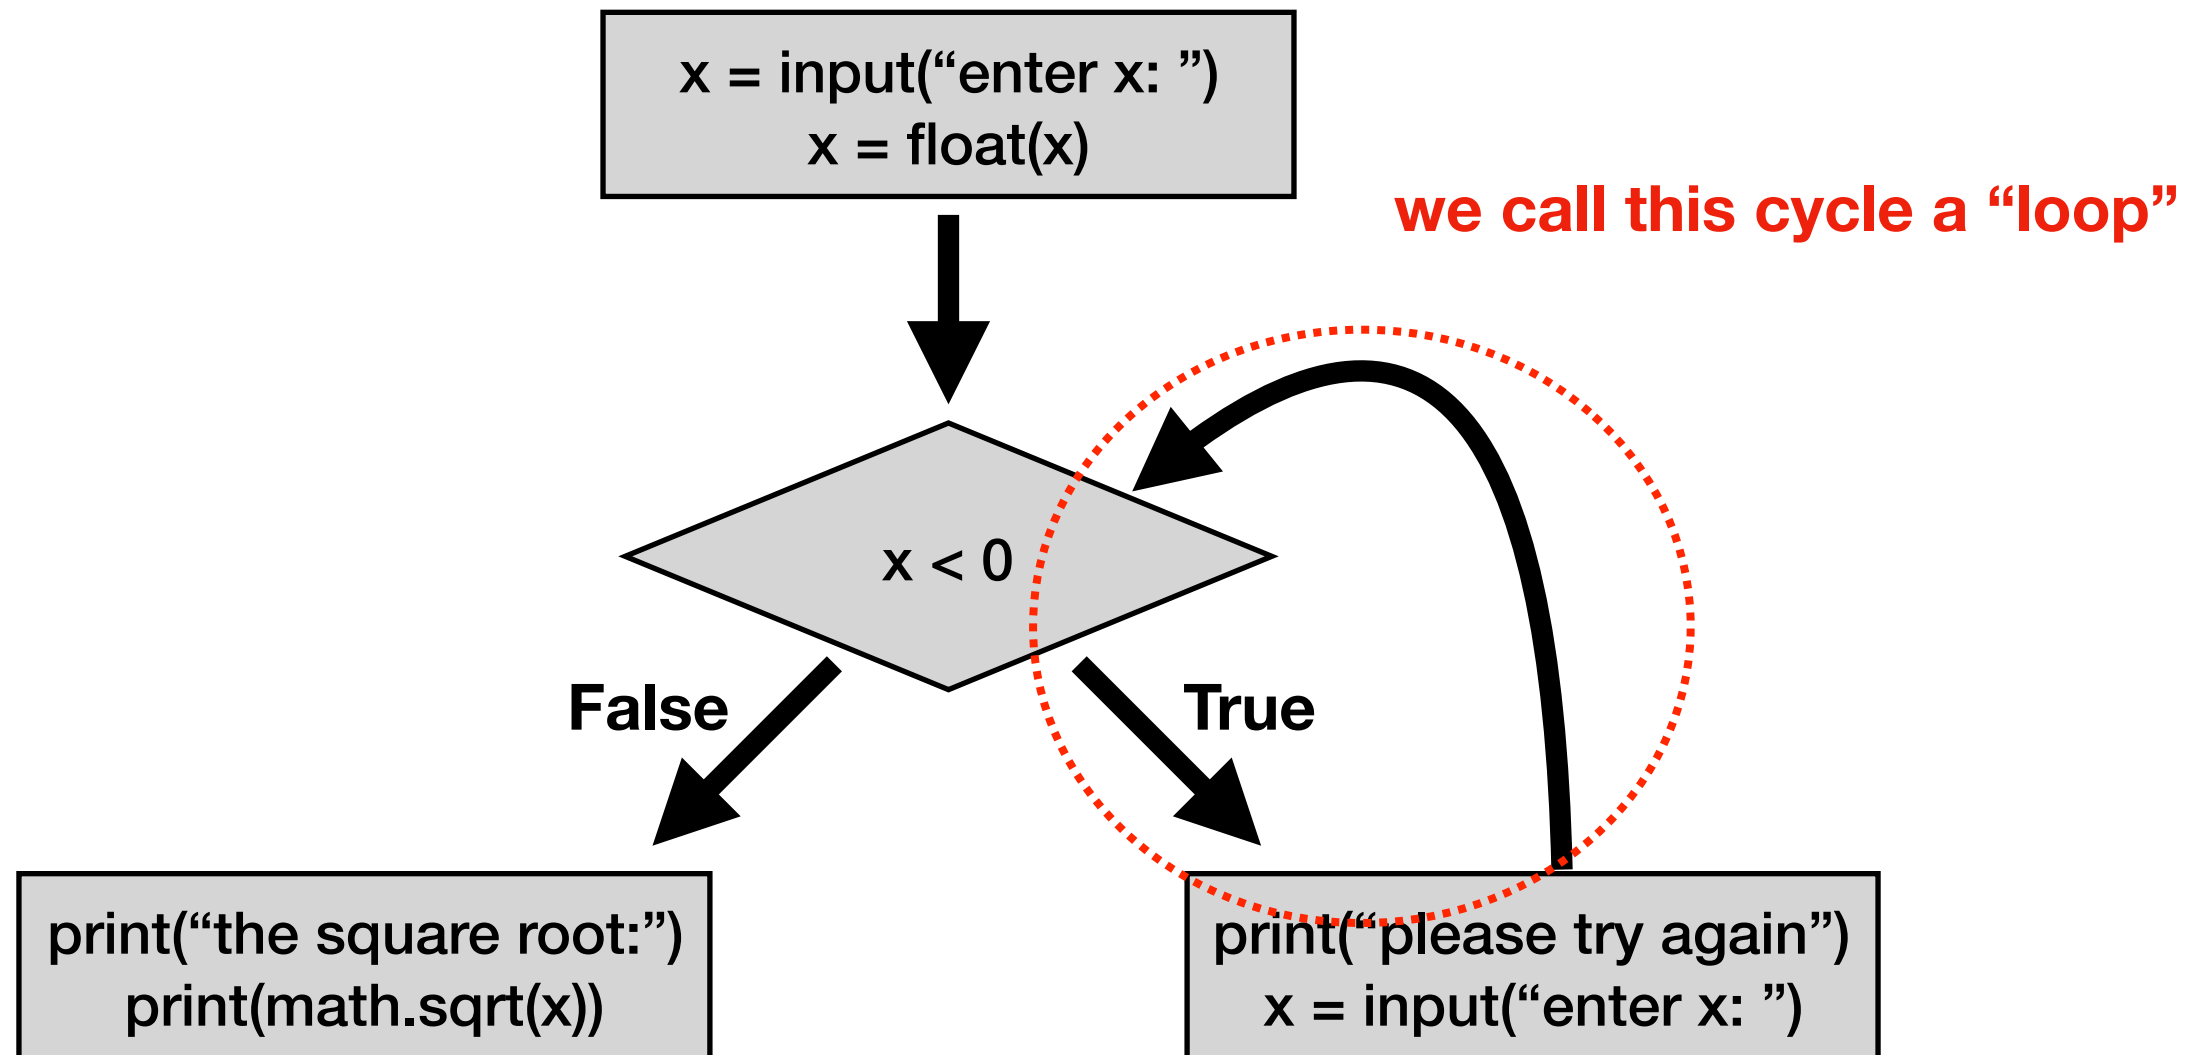 x = input(“enter x: ”)
x = float(x)
we call this cycle a “loop”
x < 0
False
True
print(“the square root:”)
print(math.sqrt(x))
print(“please try again”)
x = input(“enter x: ”)